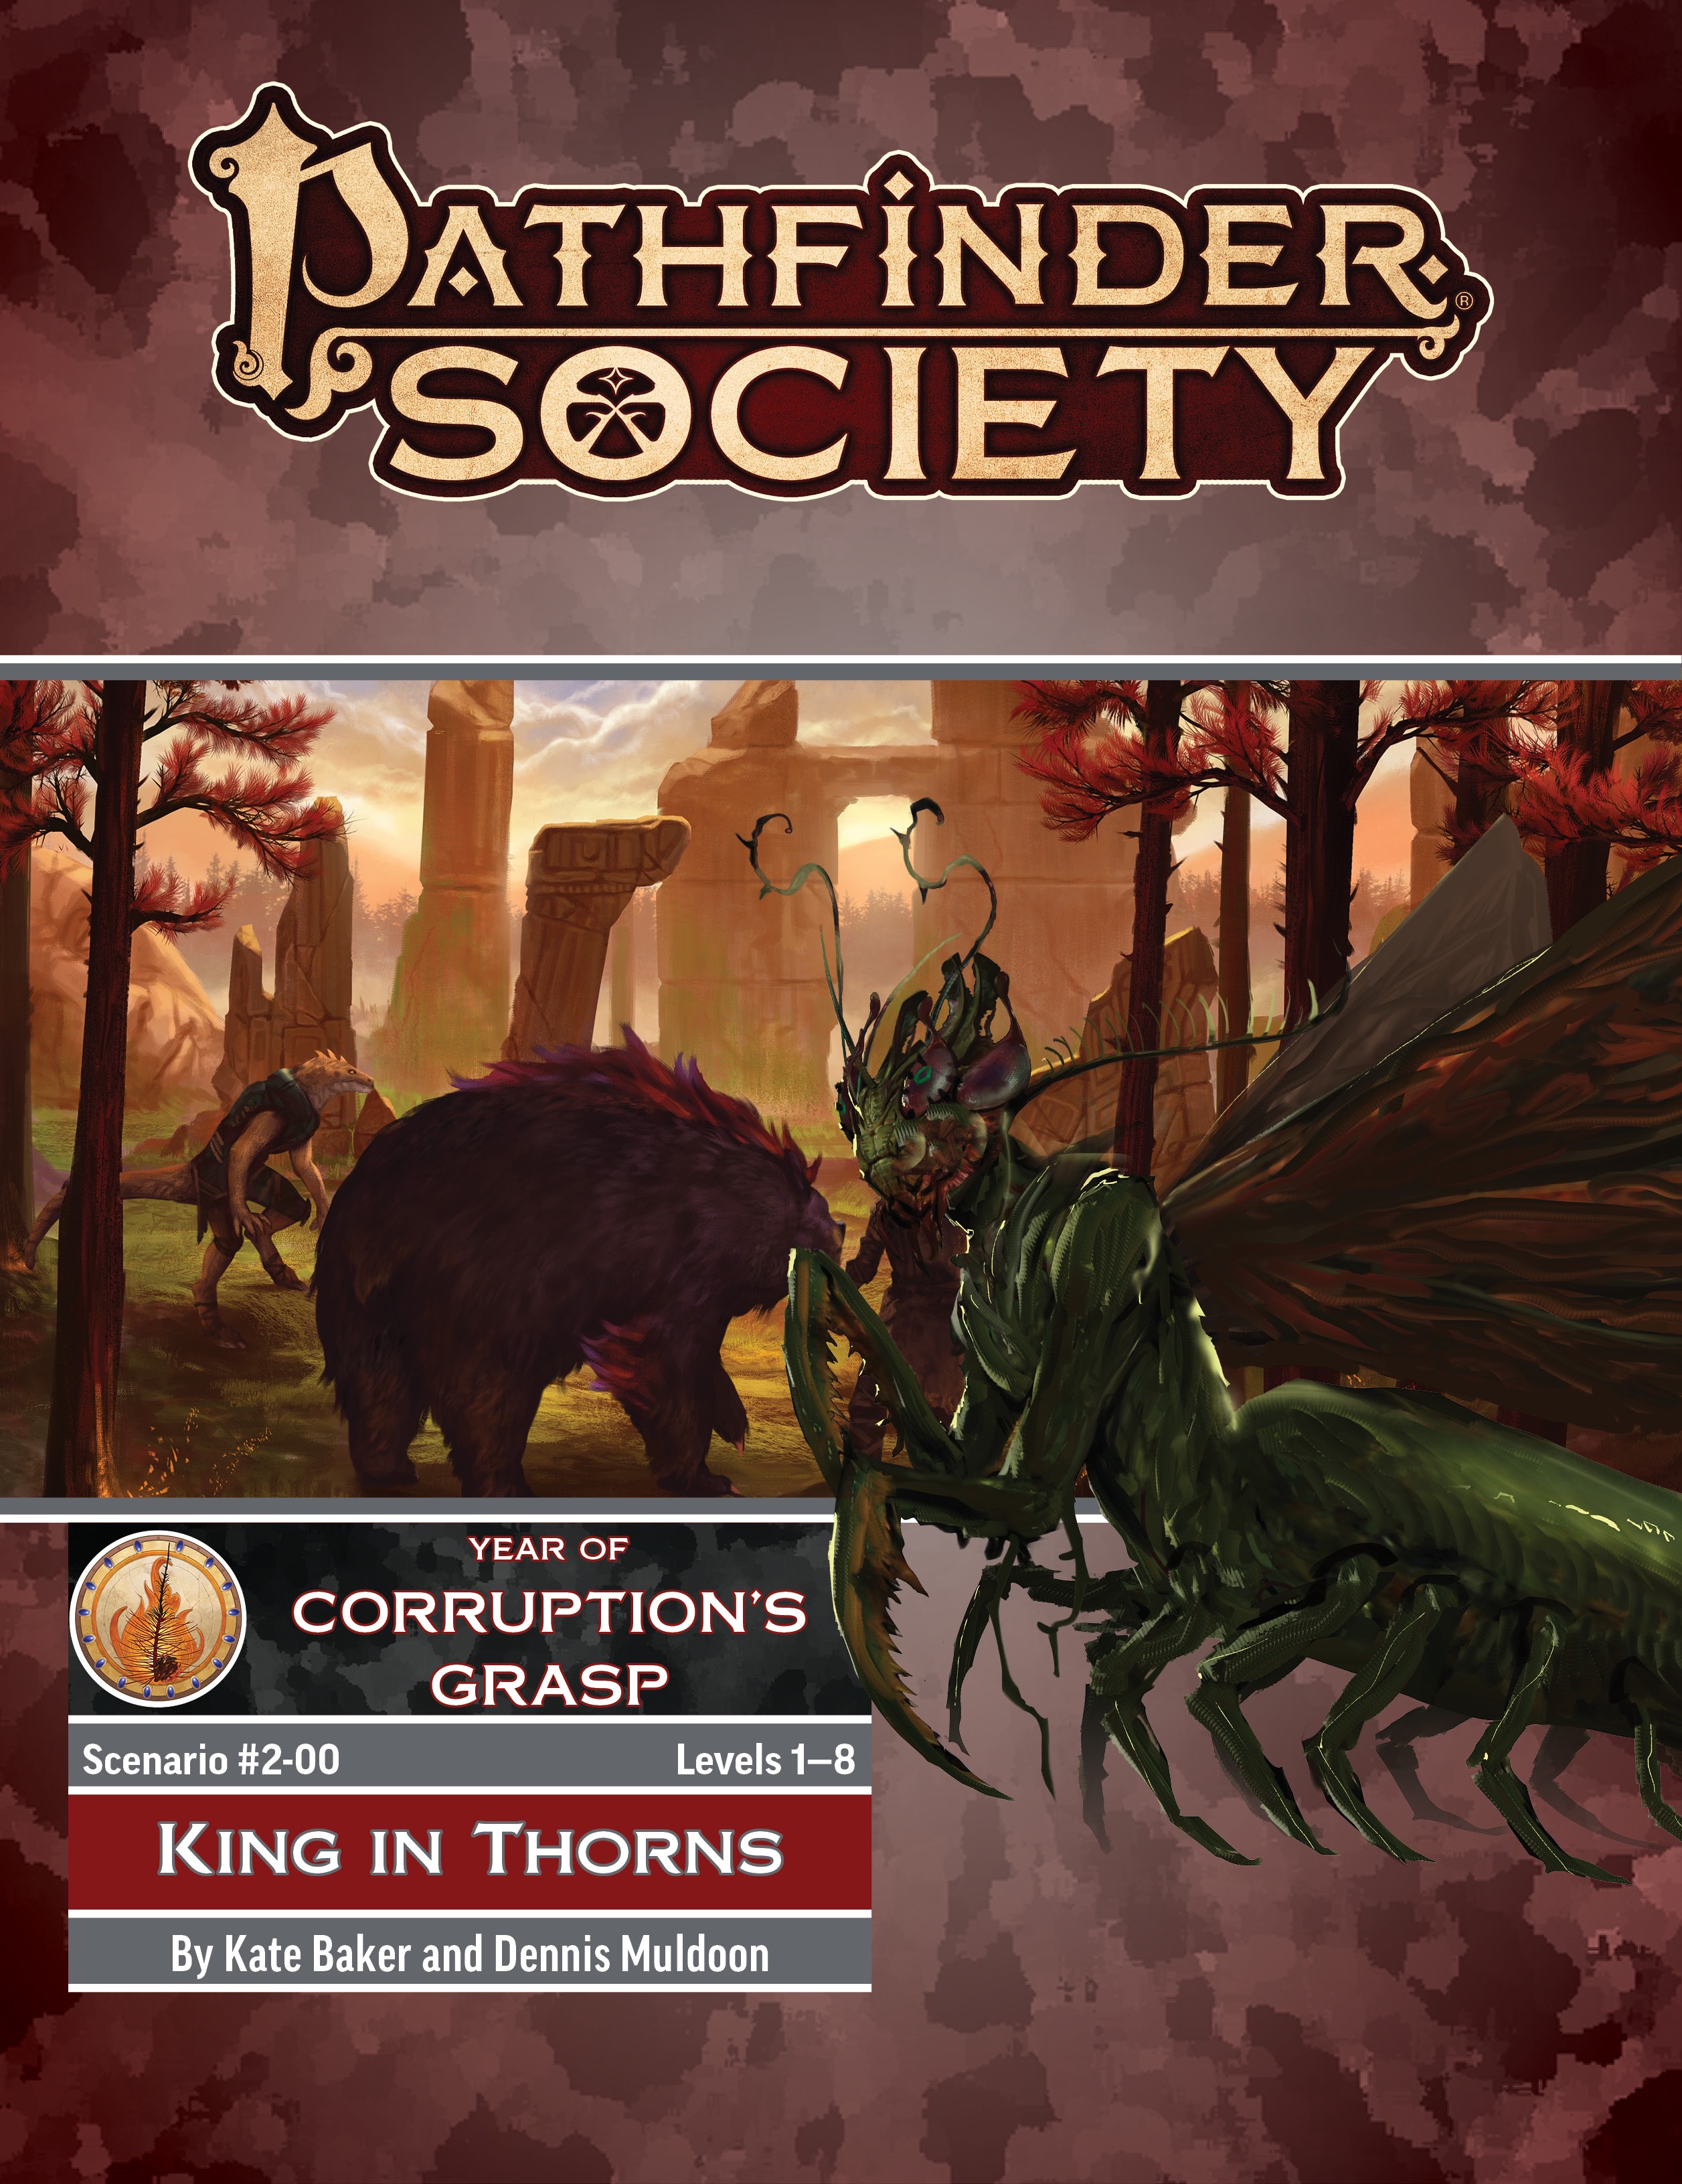 PATHFINDER®
SOCIETY
YEAR OF
CORRUPTION'S
GRASP
Scenario #2-00 Levels 1–8
KING IN THORNS
By Kate Baker and Dennis Muldoon